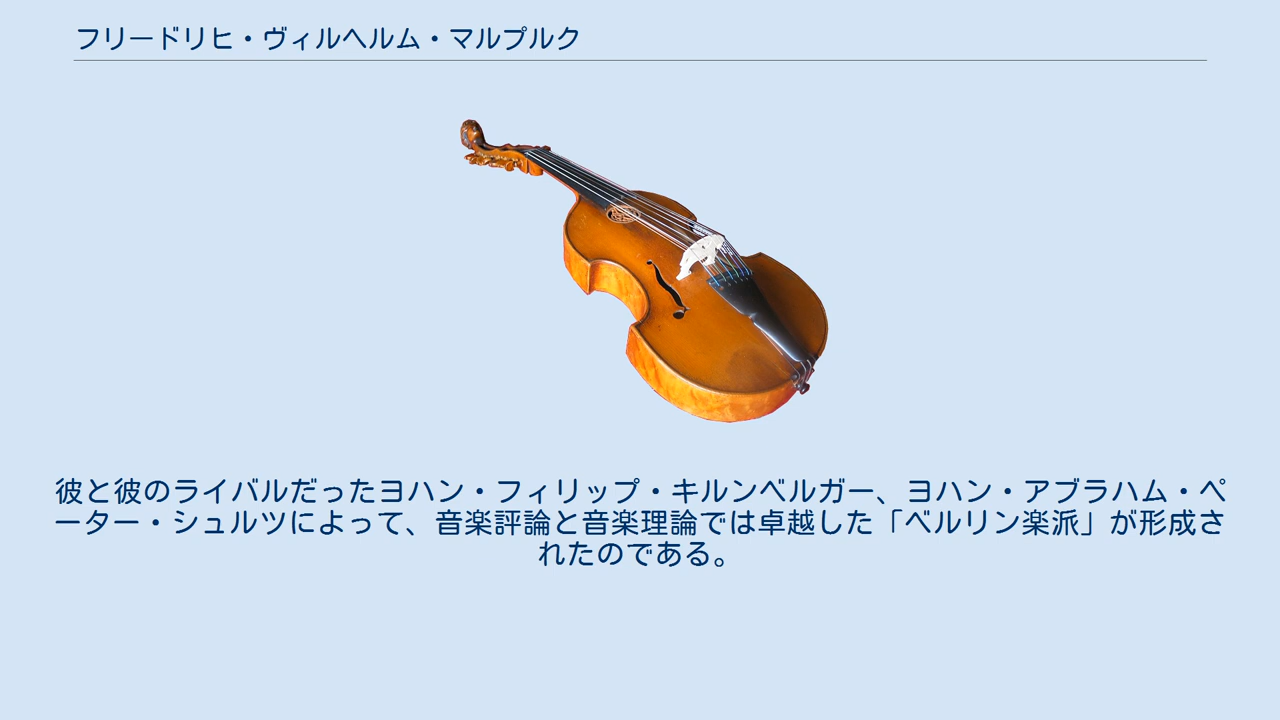 フリードリヒ・ヴィルヘルム・マルプルク
彼と彼のライバルだったヨハン・フィリップ・キルンベルガー、ヨハン・アブラハム・ペ
ーター・シュルツによって、音楽評論と音楽理論では卓越した「ベルリン楽派」が形成さ
れたのである。